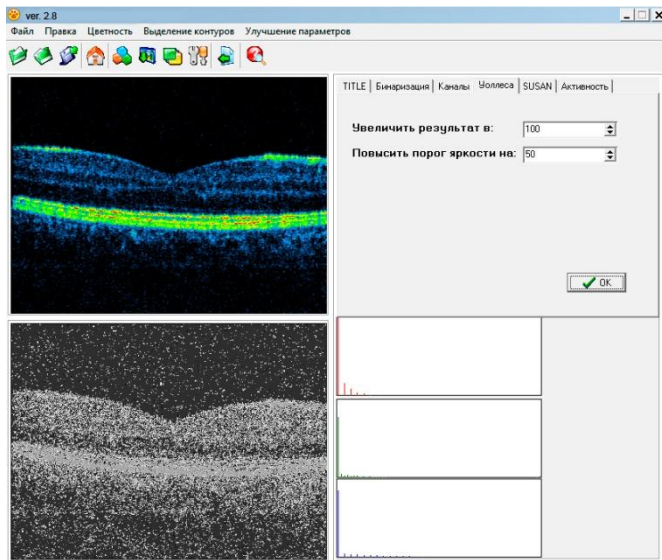 ver. 2.8
Файл Правка Цветность Выделение контуров Улучшение параметров
TITLE Бинаризация Каналы Уоллеса SUSAN Активность
Увеличить результат в: 100
Повысить порог яркости на: 50
OK